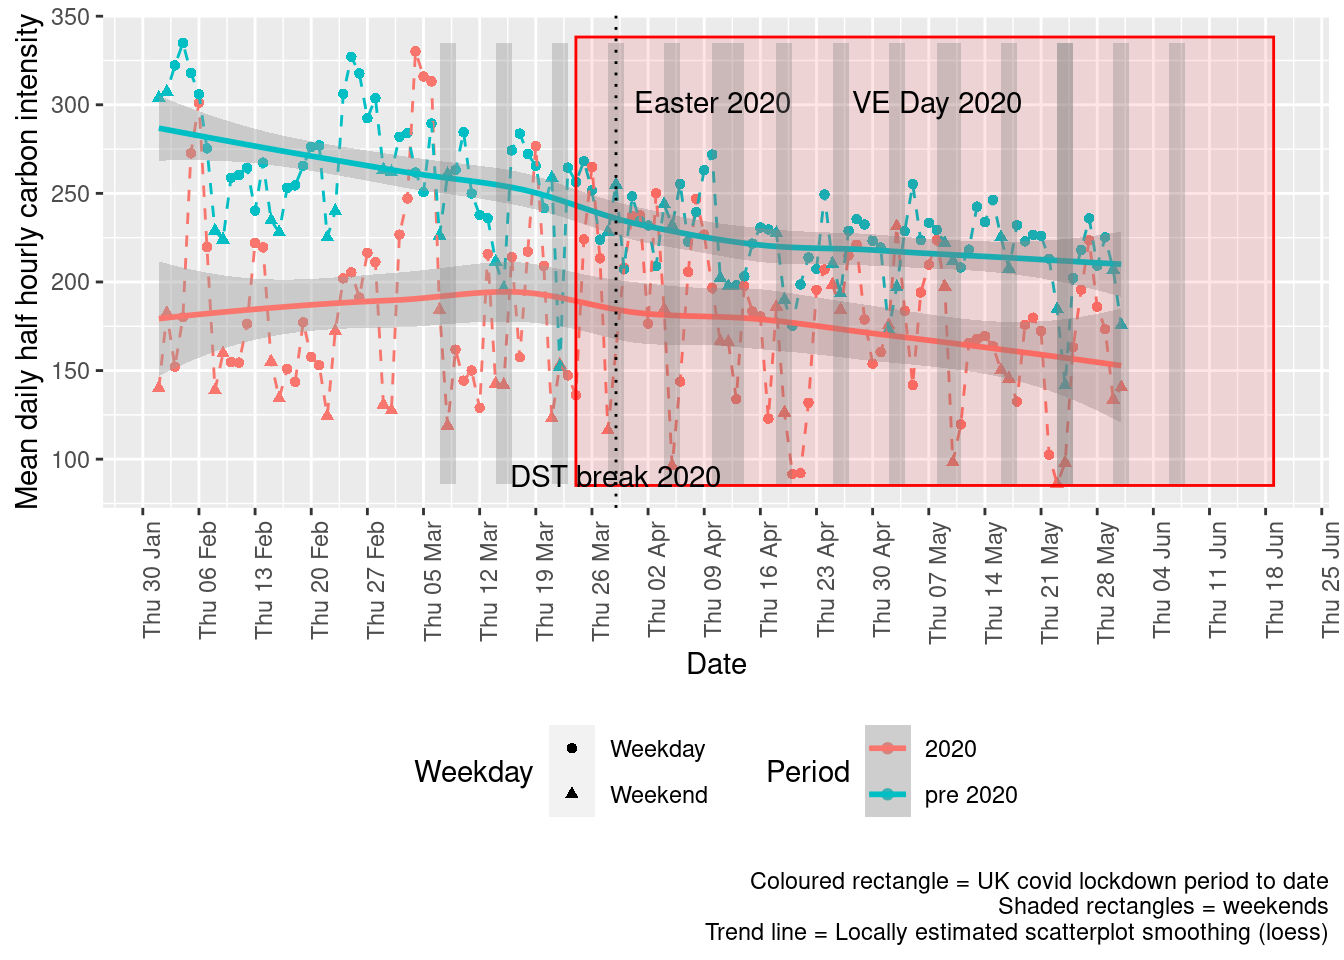 Mean daily half hourly carbon intensity
350
300
250
200
150
100
Easter 2020
VE Day 2020
DST break 2020
Thu 30 Jan
Thu 06 Feb
Thu 13 Feb
Thu 20 Feb
Thu 27 Feb
Thu 05 Mar
Thu 12 Mar
Thu 19 Mar
Thu 26 Mar
Thu 02 Apr
Thu 09 Apr
Thu 16 Apr
Thu 23 Apr
Thu 30 Apr
Thu 07 May
Thu 14 May
Thu 21 May
Thu 28 May
Thu 04 Jun
Thu 11 Jun
Thu 18 Jun
Thu 25 Jun
Date
Weekday
Weekday
Weekend
Period
2020
pre 2020
Coloured rectangle = UK covid lockdown period to date
Shaded rectangles = weekends
Trend line = Locally estimated scatterplot smoothing (loess)